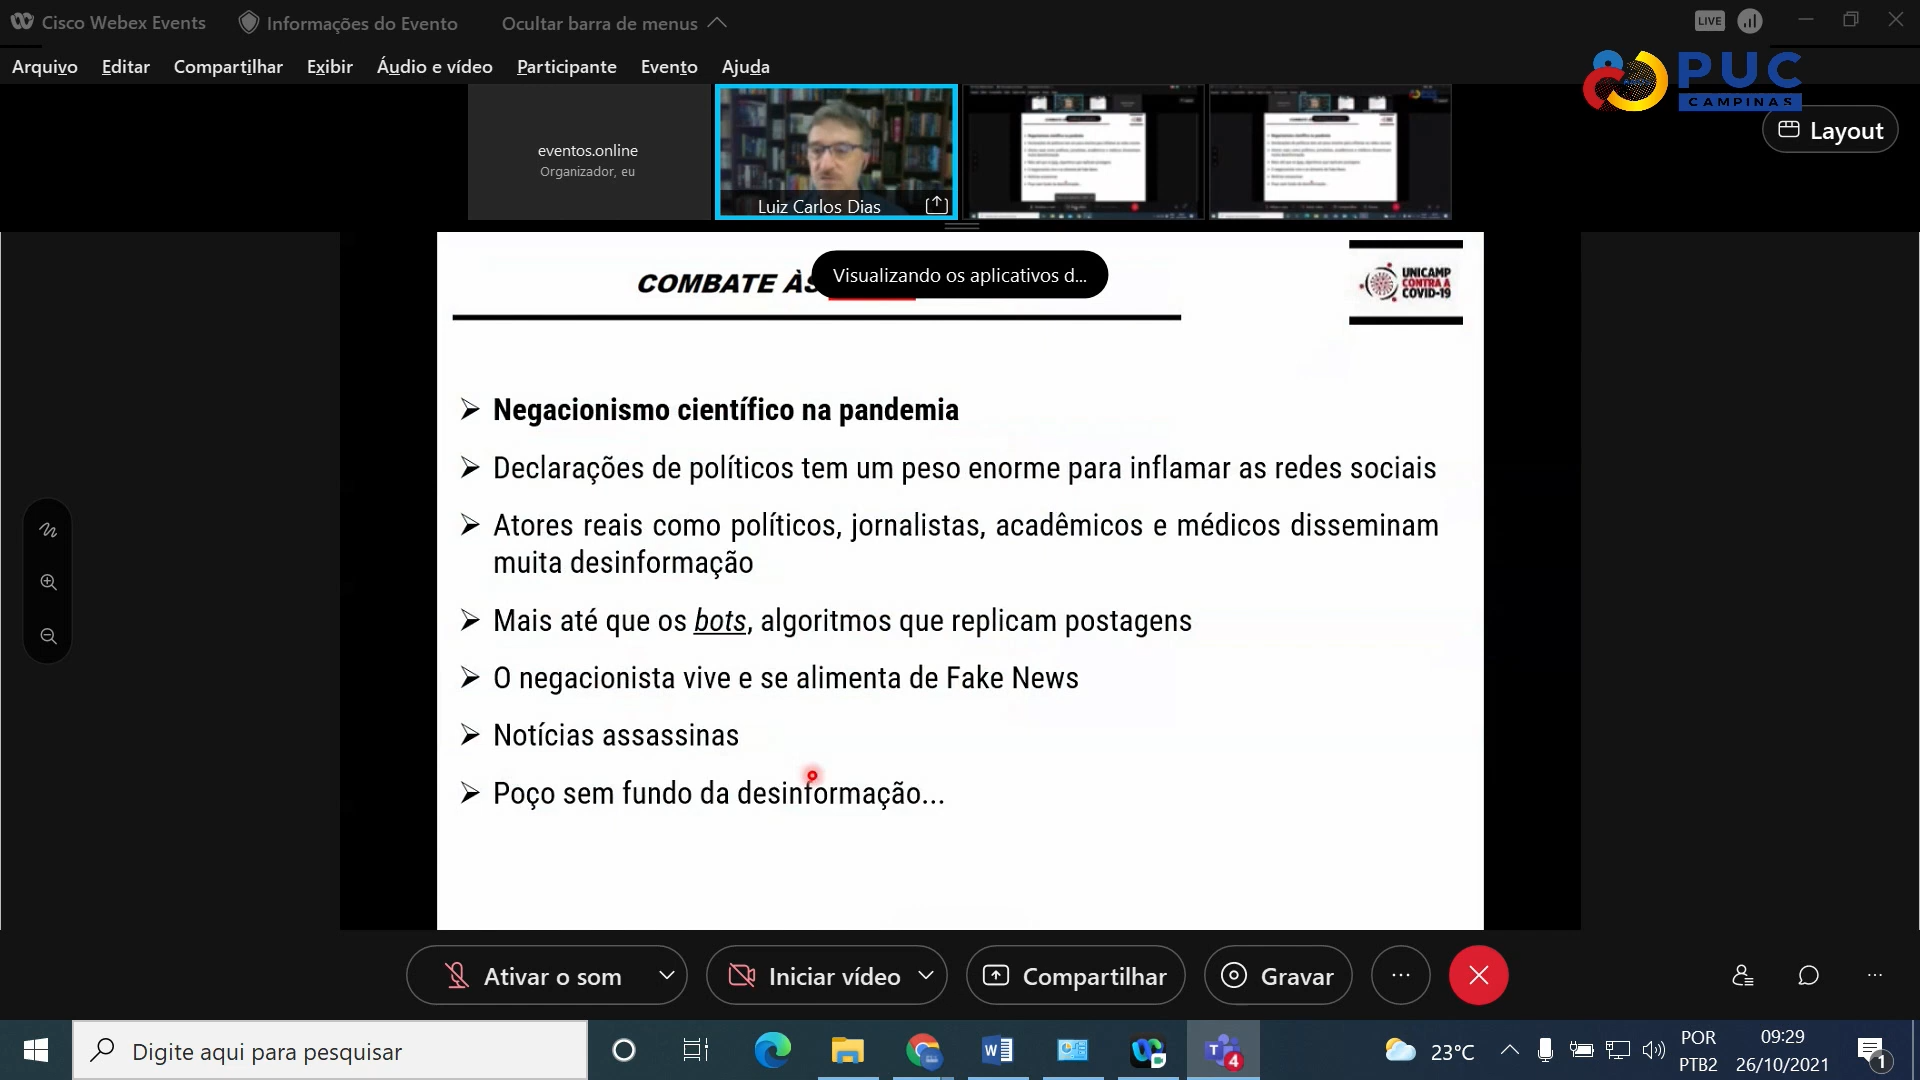 Cisco Webex Events
Informações do Evento
Ocultar barra de menus
LIVE
Arquivo Editar Compartilhar Exibir Áudio e vídeo Participante Evento Ajuda
PUC
CAMPINAS
Layout
eventos.online
Organizador, eu
Luiz Carlos Dias
COMBATE ÀS
Visualizando os aplicativos d...
UNICAMP
CONTRA A
COVID-19
Negacionismo científico na pandemia
Declarações de políticos tem um peso enorme para inflamar as redes sociais
Atores reais como políticos, jornalistas, acadêmicos e médicos disseminam
muita desinformação
Mais até que os bots, algoritmos que replicam postagens
O negacionista vive e se alimenta de Fake News
Notícias assassinas
Poço sem fundo da desinformação...
Ativar o som
Iniciar vídeo
Compartilhar
Gravar
Digite aqui para pesquisar
4
23°C
POR
PTB2
09:29
26/10/2021
1